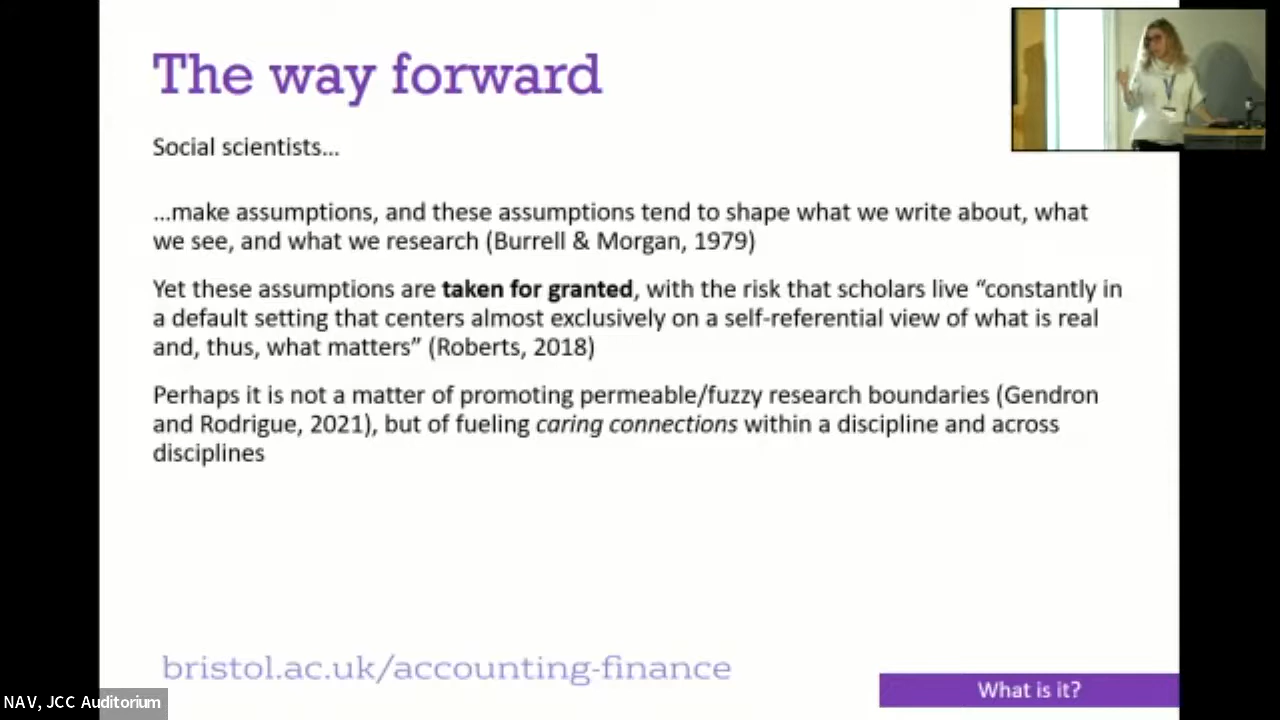 The way forward
Social scientists...
...make assumptions, and these assumptions tend to shape what we write about, what
we see, and what we research (Burrell & Morgan, 1979)
Yet these assumptions are taken for granted, with the risk that scholars live “constantly in
a default setting that centers almost exclusively on a self-referential view of what is real
and, thus, what matters” (Roberts, 2018)
Perhaps it is not a matter of promoting permeable/fuzzy research boundaries (Gendron
and Rodrigue, 2021), but of fueling caring connections within a discipline and across
disciplines
bristol.ac.uk/accounting-finance
What is it?
NAV, JCC Auditorium